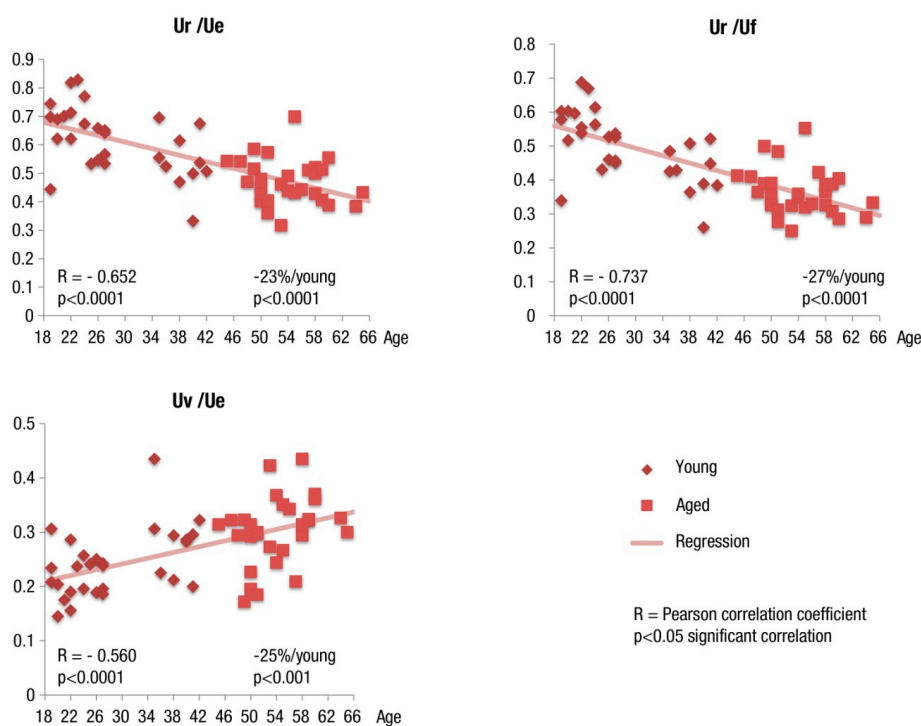 Ur /Ue
0.9
0.8
0.7
0.6
0.5
0.4
0.3
0.2
0.1
0
R = - 0.652
p<0.0001
-23%/young
p<0.0001
18 22 26 30 34 38 42 46 50 54 58 62 66 Age
Ur /Uf
0.8
0.7
0.6
0.5
0.4
0.3
0.2
0.1
0
R = - 0.737
p<0.0001
-27%/young
p<0.0001
18 22 26 30 34 38 42 46 50 54 58 62 66 Age
Uv /Ue
0.5
0.4
0.3
0.2
0.1
0
R = - 0.560
p<0.0001
-25%/young
p<0.001
18 22 26 30 34 38 42 46 50 54 58 62 66 Age
Young
Aged
Regression
R = Pearson correlation coefficient
p<0.05 significant correlation